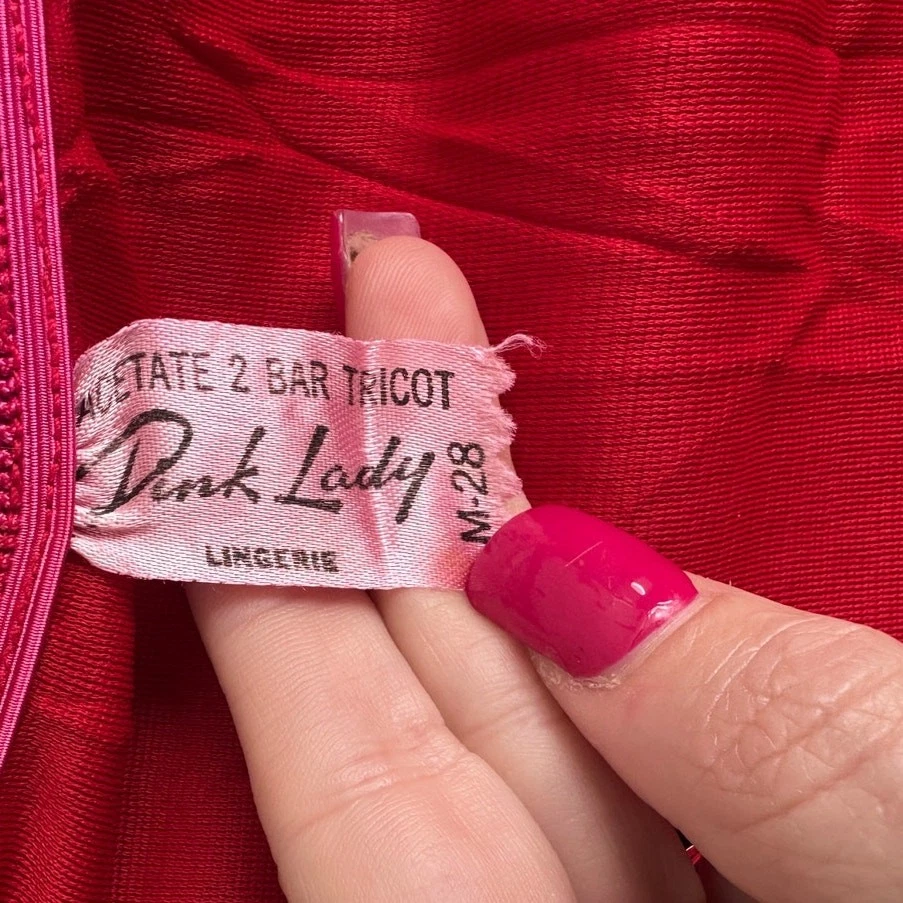 ACETATE 2 BAR TRICOT
Pink Lady
M-28
LINGERIE